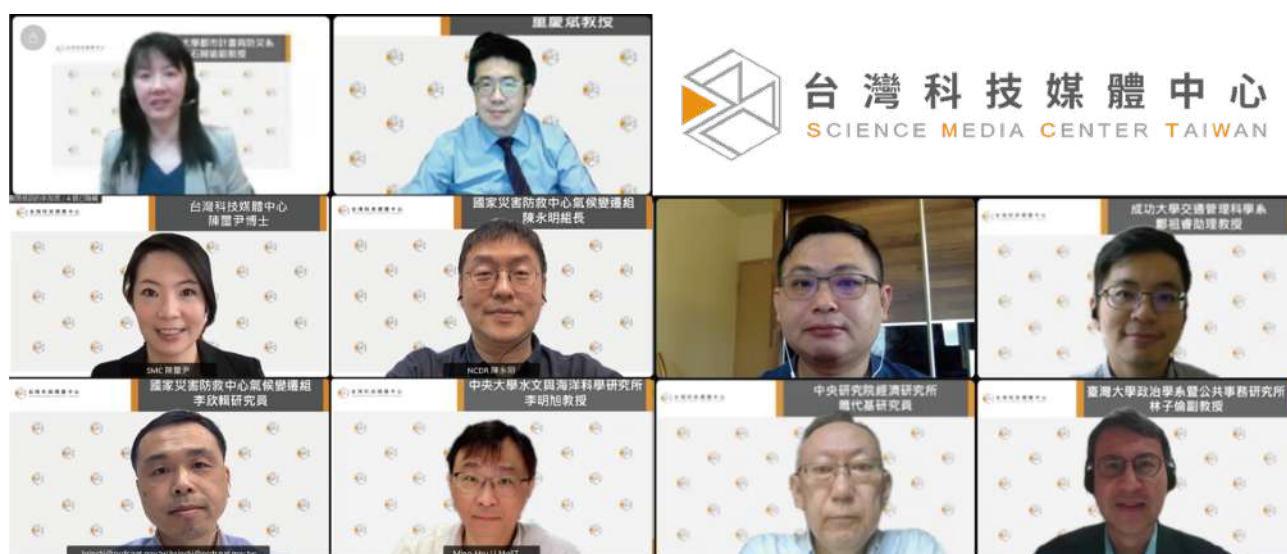 童慶斌教授
台灣科技媒體中心
SCIENCE MEDIA CENTER TAIWAN
台灣科技媒體中心
陳璽尹博士
SMC 陳璽尹
國家災害防救中心氣候變遷組
陳永明組長
NCDR 陳永明
成功大學交通管理科學系
鄭祖睿助理教授
國家災害防救中心氣候變遷組
李欣輯研究員
中央大學水文與海洋科學研究所
李明旭教授
中央研究院經濟研究所
蕭代基研究員
臺灣大學政治學系暨公共事務研究所
林子倫副教授